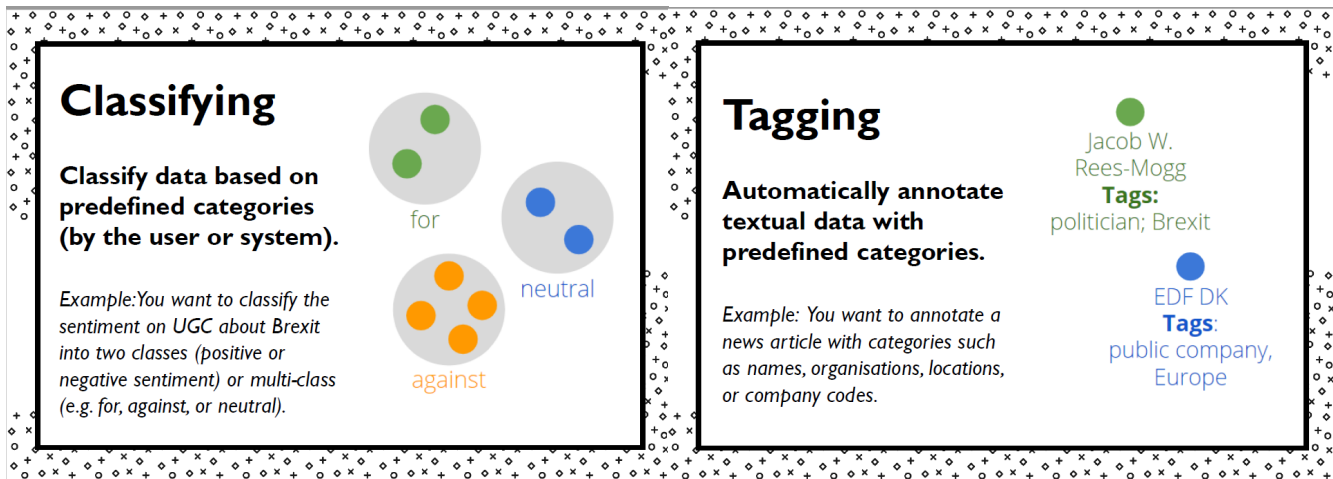 Classifying
Classify data based on
predefined categories
(by the user or system).
Example:You want to classify the
sentiment on UGC about Brexit
into two classes (positive or
negative sentiment) or multi-class
(e.g. for, against, or neutral).
for
neutral
against
Tagging
Automatically annotate
textual data with
predefined categories.
Example: You want to annotate a
news article with categories such
as names, organisations, locations,
or company codes.
Jacob W.
Rees-Mogg
Tags:
politician; Brexit
EDF DK
Tags:
public company,
Europe